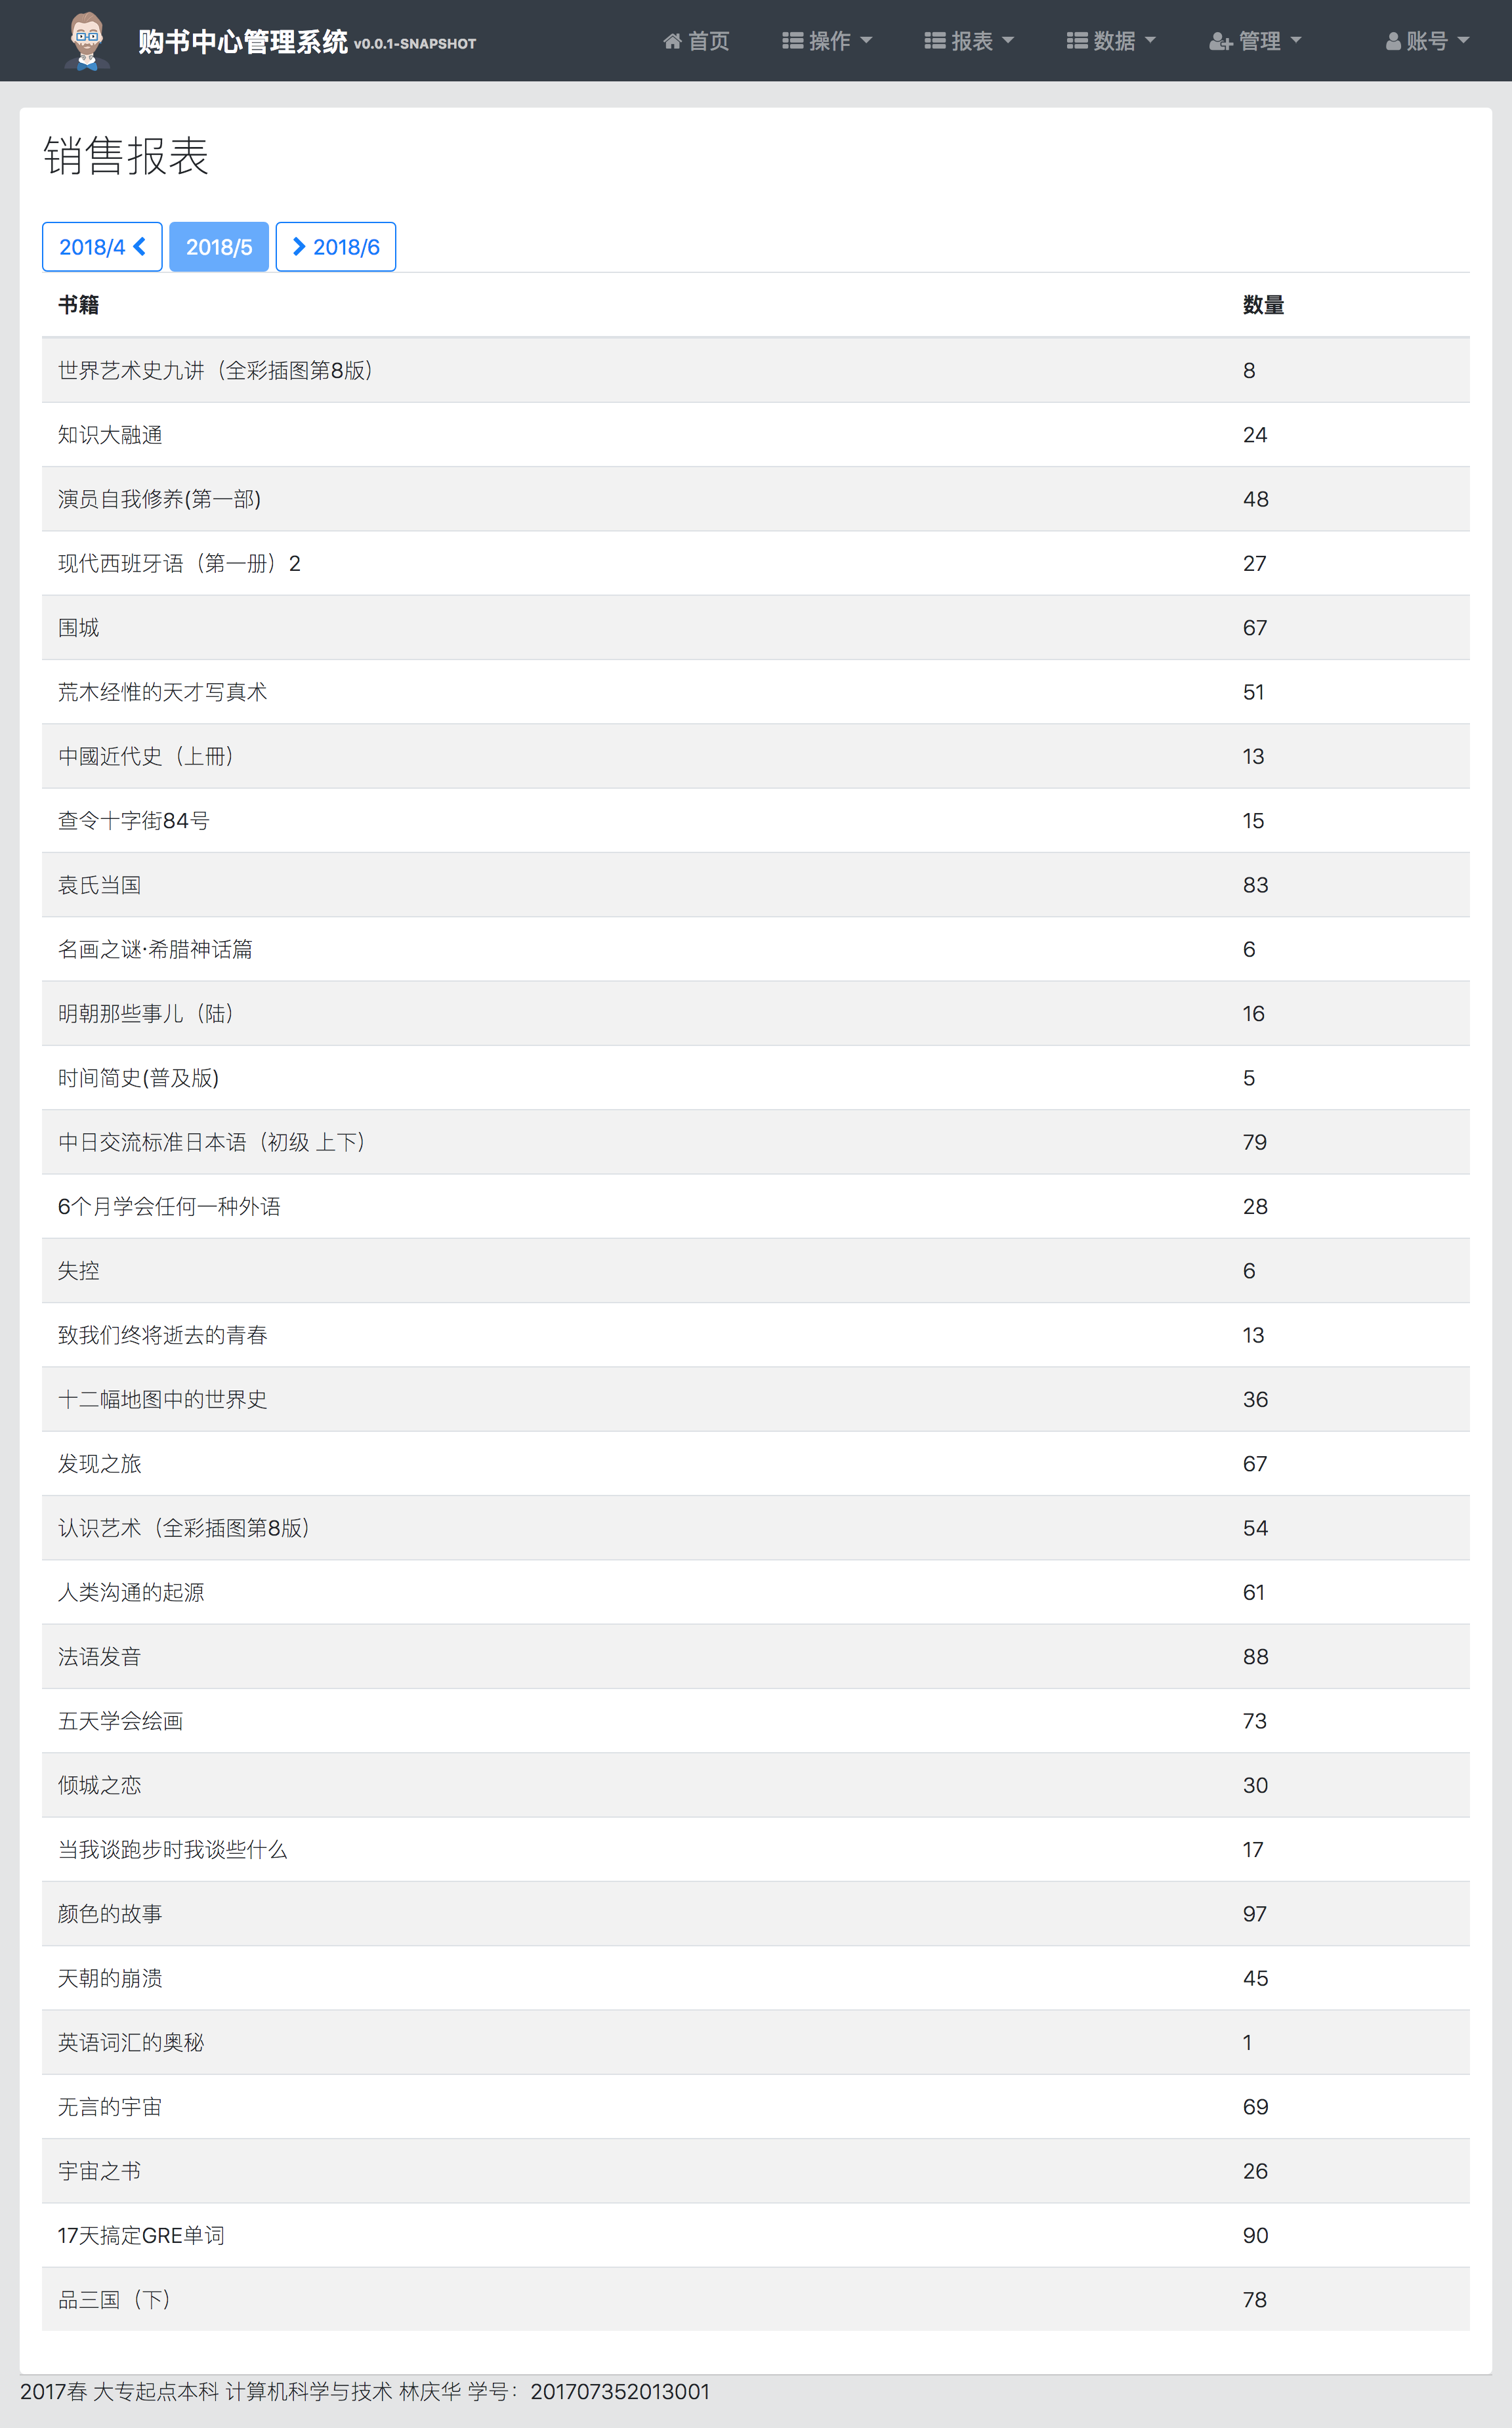 购书中心管理系统 v0.0.1-SNAPSHOT 首页 操作 报表 数据 管理 账号
销售报表
2018/4 2018/5 2018/6
书籍 数量
世界艺术史九讲（全彩插图第8版） 8
知识大融通 24
演员自我修养(第一部) 48
现代西班牙语（第一册）2 27
围城 67
荒木经惟的天才写真术 51
中國近代史（上冊） 13
查令十字街84号 15
袁氏当国 83
名画之谜·希腊神话篇 6
明朝那些事儿（陆） 16
时间简史(普及版) 5
中日交流标准日本语（初级 上下） 79
6个月学会任何一种外语 28
失控 6
致我们终将逝去的青春 13
十二幅地图中的世界史 36
发现之旅 67
认识艺术（全彩插图第8版） 54
人类沟通的起源 61
法语发音 88
五天学会绘画 73
倾城之恋 30
当我谈跑步时我谈些什么 17
颜色的故事 97
天朝的崩溃 45
英语词汇的奥秘 1
无言的宇宙 69
宇宙之书 26
17天搞定GRE单词 90
品三国（下） 78
2017春 大专起点本科 计算机科学与技术 林庆华 学号：201707352013001